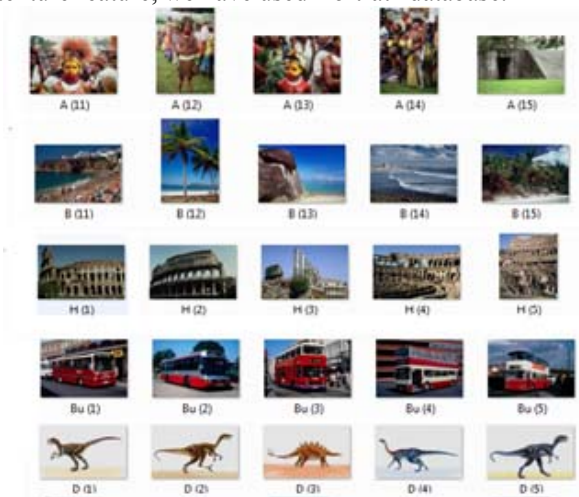 database.
A (11) A (12) A (13) A (14) A (15)
B (11) B (12) B (13) B (14) B (15)
H (1) H (2) H (3) H (4) H (5)
Bu (1) Bu (2) Bu (3) Bu (4) Bu (5)
D (1) D (2) D (3) D (4) D (5)